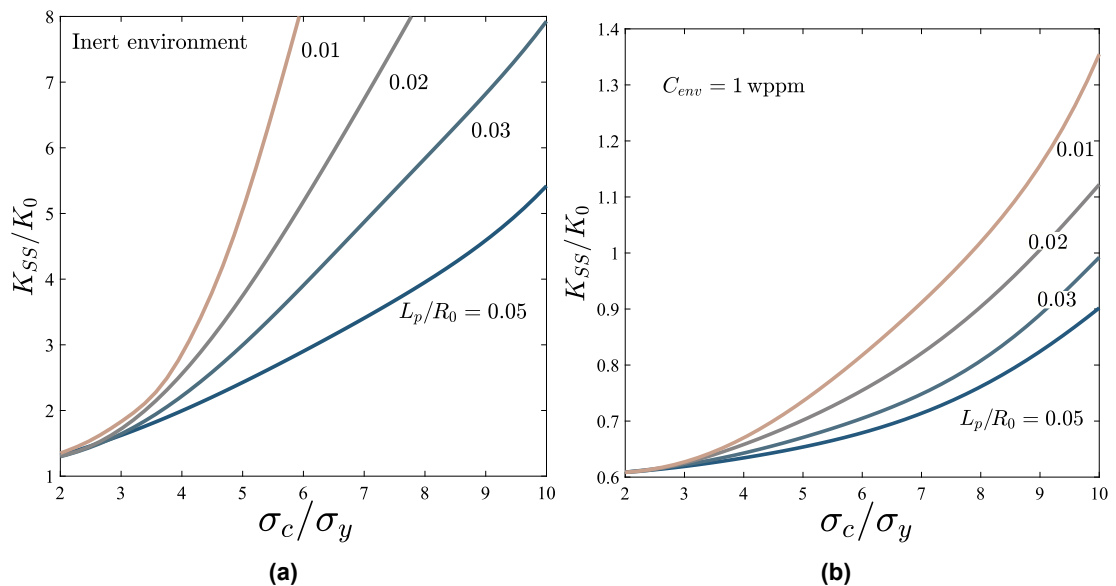 Inert environment
0.01
0.02
0.03
L_p/R_0 = 0.05
K_{SS}/K_0
8
7
6
5
4
3
2
1
2 3 4 5 6 7 8 9 10
σ_c/σ_y
(a)
C_{env} = 1 wppm
0.01
0.02
0.03
L_p/R_0 = 0.05
K_{SS}/K_0
1.4
1.3
1.2
1.1
1
0.9
0.8
0.7
0.6
2 3 4 5 6 7 8 9 10
σ_c/σ_y
(b)